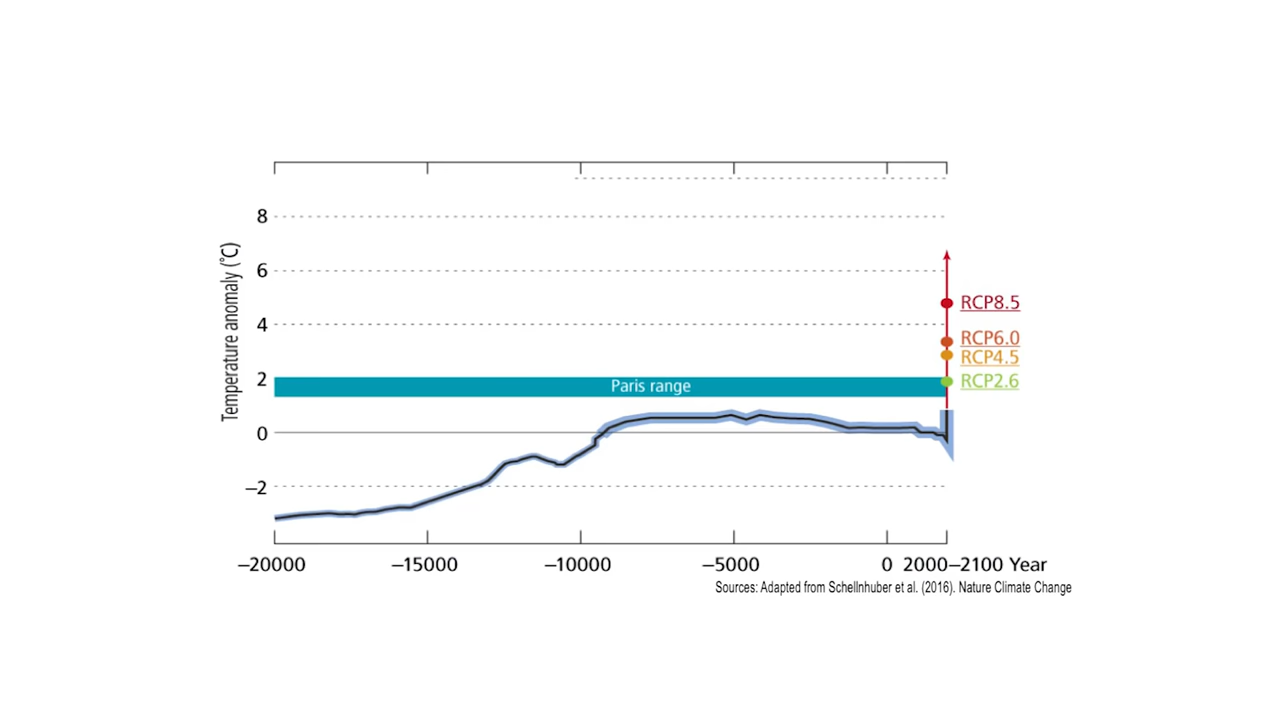 8
Temperature anomaly (°C)
6
RCP8.5
4
RCP6.0
RCP4.5
2
Paris range
RCP2.6
0
−2
−20000 −15000 −10000 −5000 0 2000–2100 Year
Sources: Adapted from Schellnhuber et al. (2016). Nature Climate Change